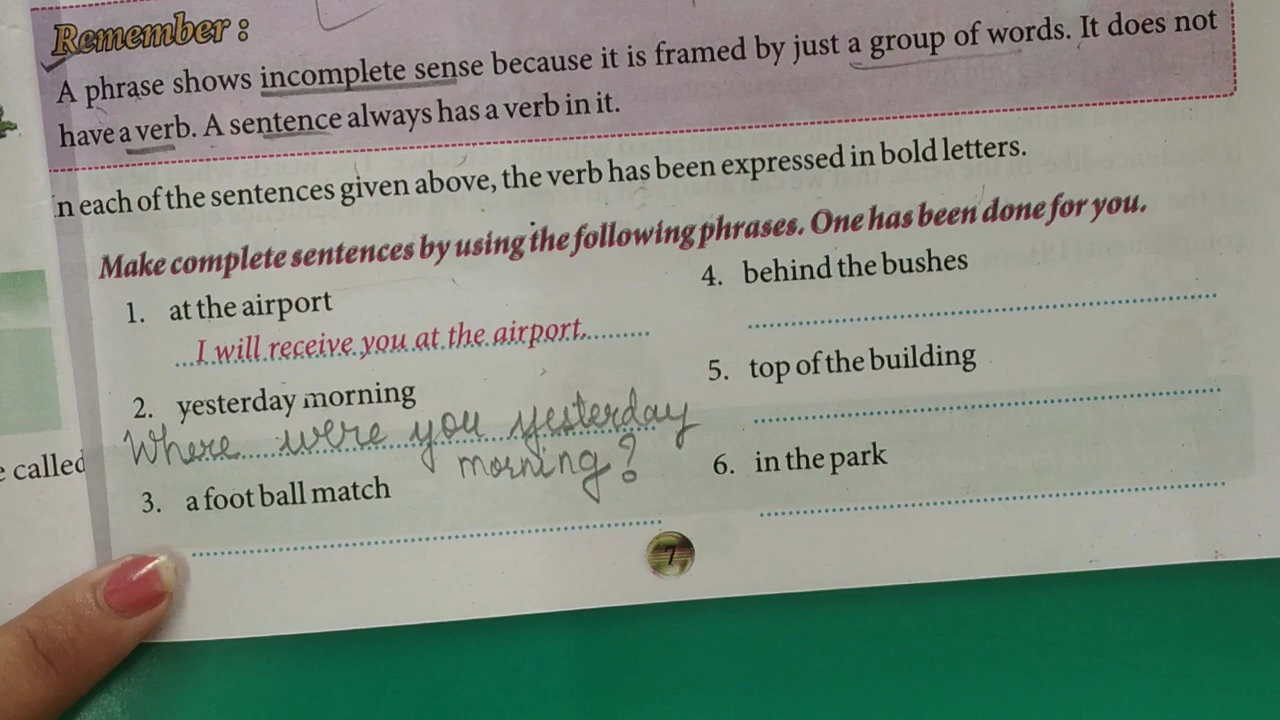 Remember :
A phrase shows incomplete sense because it is framed by just a group of words. It does not
have a verb. A sentence always has a verb in it.
n each of the sentences given above, the verb has been expressed in bold letters.
Make complete sentences by using the following phrases. One has been done for you.
1. at the airport
I will receive you at the airport.
2. yesterday morning
Where were you yesterday
morning?
3. a foot ball match
4. behind the bushes
5. top of the building
6. in the park
e called
7